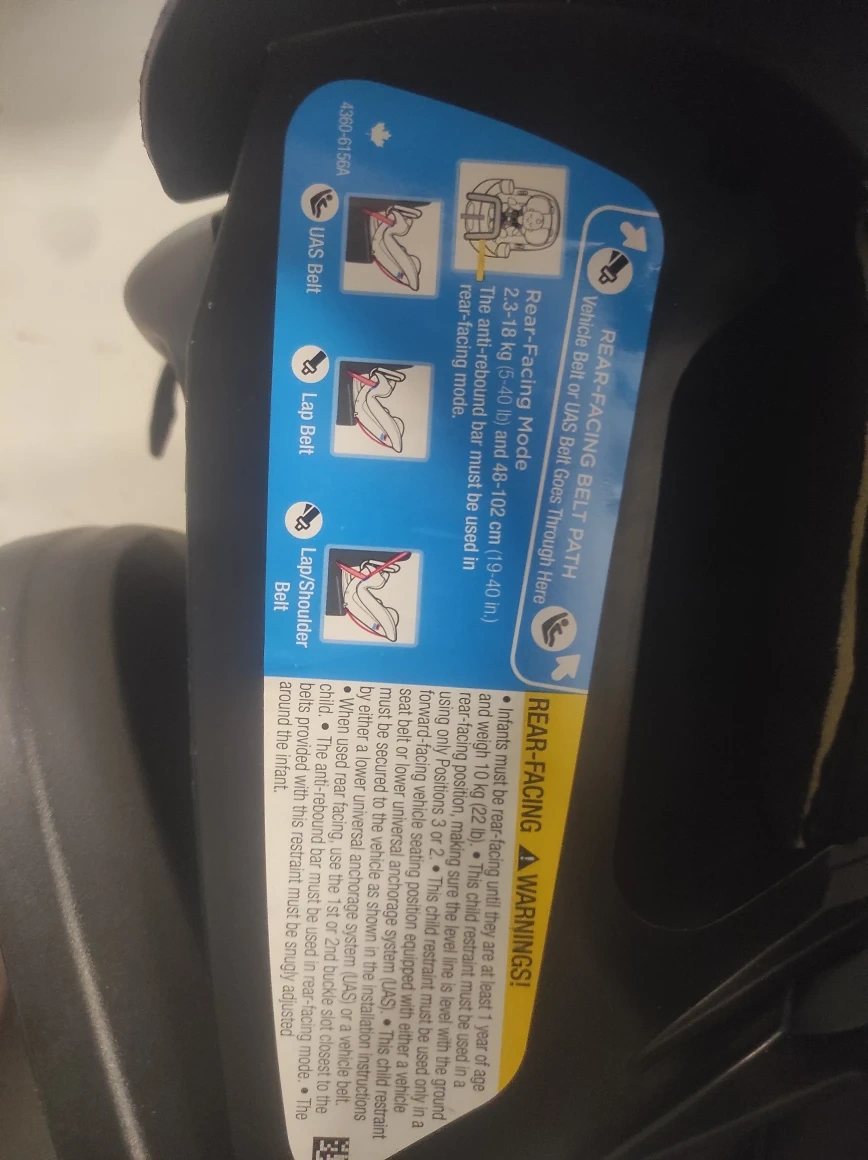 REAR-FACING BELT PATH
Vehicle Belt or UAS Belt Goes Through Here
Rear-Facing Mode
2.3-18 kg (5-40 lb) and 48-102 cm (19-40 in.)
The anti-rebound bar must be used in
rear-facing mode.
4360-6156A
UAS Belt
Lap Belt
Lap/Shoulder
Belt
REAR-FACING WARNINGS!
• Infants must be rear-facing until they are at least 1 year of age
and weigh 10 kg (22 lb). • This child restraint must be used in a
rear-facing position, making sure the level line is level with the ground
using only Positions 3 or 2. • This child restraint must be used only in a
forward-facing vehicle seating position equipped with either a vehicle
seat belt or lower universal anchorage system (UAS). • This child restraint
must be secured to the vehicle as shown in the installation instructions
by either a lower universal anchorage system (UAS) or a vehicle belt.
• When used rear facing, use the 1st or 2nd buckle slot closest to the
child. • The anti-rebound bar must be used in rear-facing mode. • The
belts provided with this restraint must be snugly adjusted
around the infant.